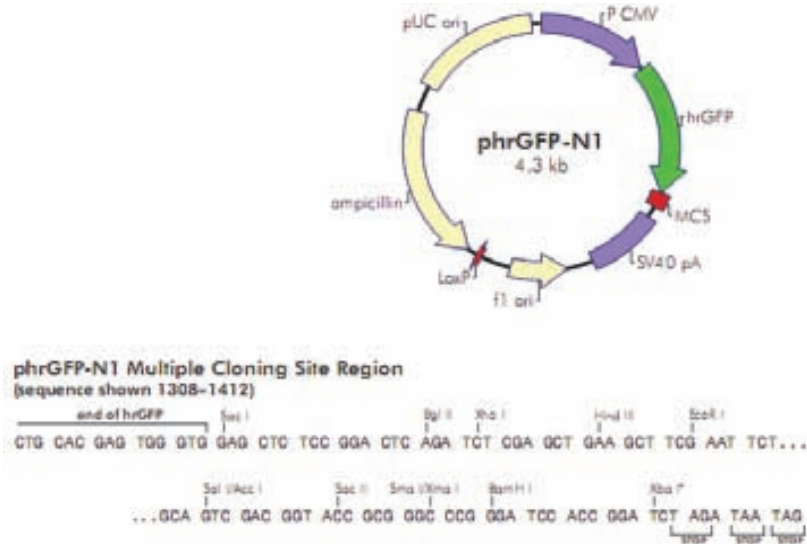 pUC ori
P CMV
phrGFP-N1
4.3 kb
hrGFP
ampicillin
MCS
SV40 pA
LoxP
f1 ori
phrGFP-N1 Multiple Cloning Site Region
(sequence shown 1308–1412)
end of hrGFP Sac I Bgl II Xho I Hind III EcoR I
CTG CAC GAG TGG GTG GAG CTC TCC GGA CTC AGA TCT CGA GCT GAA GCT TCG AAT TCT...
Sal I/Acc I Sac II Sma I/Xma I BamH I Xba I*
...GCA GTC GAC GGT ACC GCG GGC CCG GGA TCC ACC GGA TCT AGA TAA TAG
STOP STOP STOP